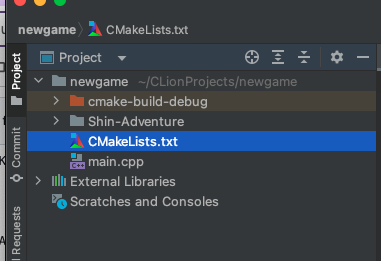 newgame CMakeLists.txt
Project
newgame ~/CLionProjects/newgame
cmake-build-debug
Shin-Adventure
CMakeLists.txt
main.cpp
External Libraries
Scratches and Consoles
Project
Commit
Requests